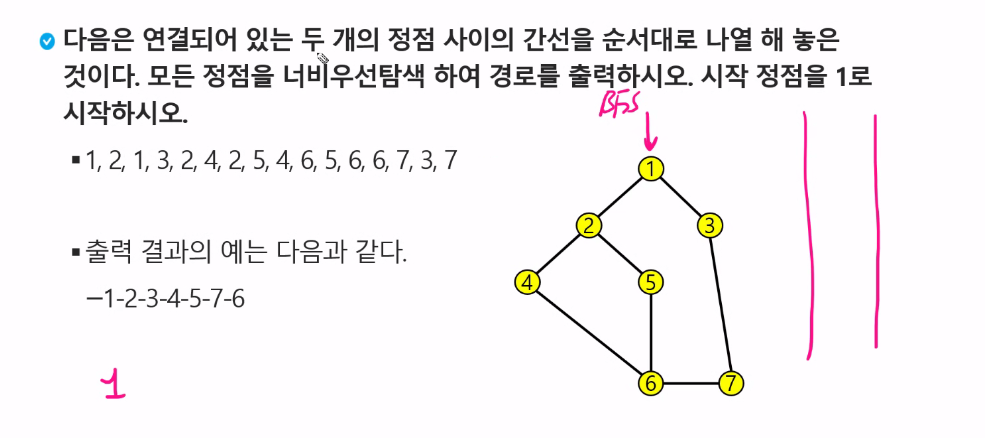 다음은 연결되어 있는 두 개의 정점 사이의 간선을 순서대로 나열 해 놓은
것이다. 모든 정점을 너비우선탐색 하여 경로를 출력하시오. 시작 정점을 1로
시작하시오.
BFS
▪1, 2, 1, 3, 2, 4, 2, 5, 4, 6, 5, 6, 6, 7, 3, 7
1
2
3
▪출력 결과의 예는 다음과 같다.
4
5
–1-2-3-4-5-7-6
1
6
7